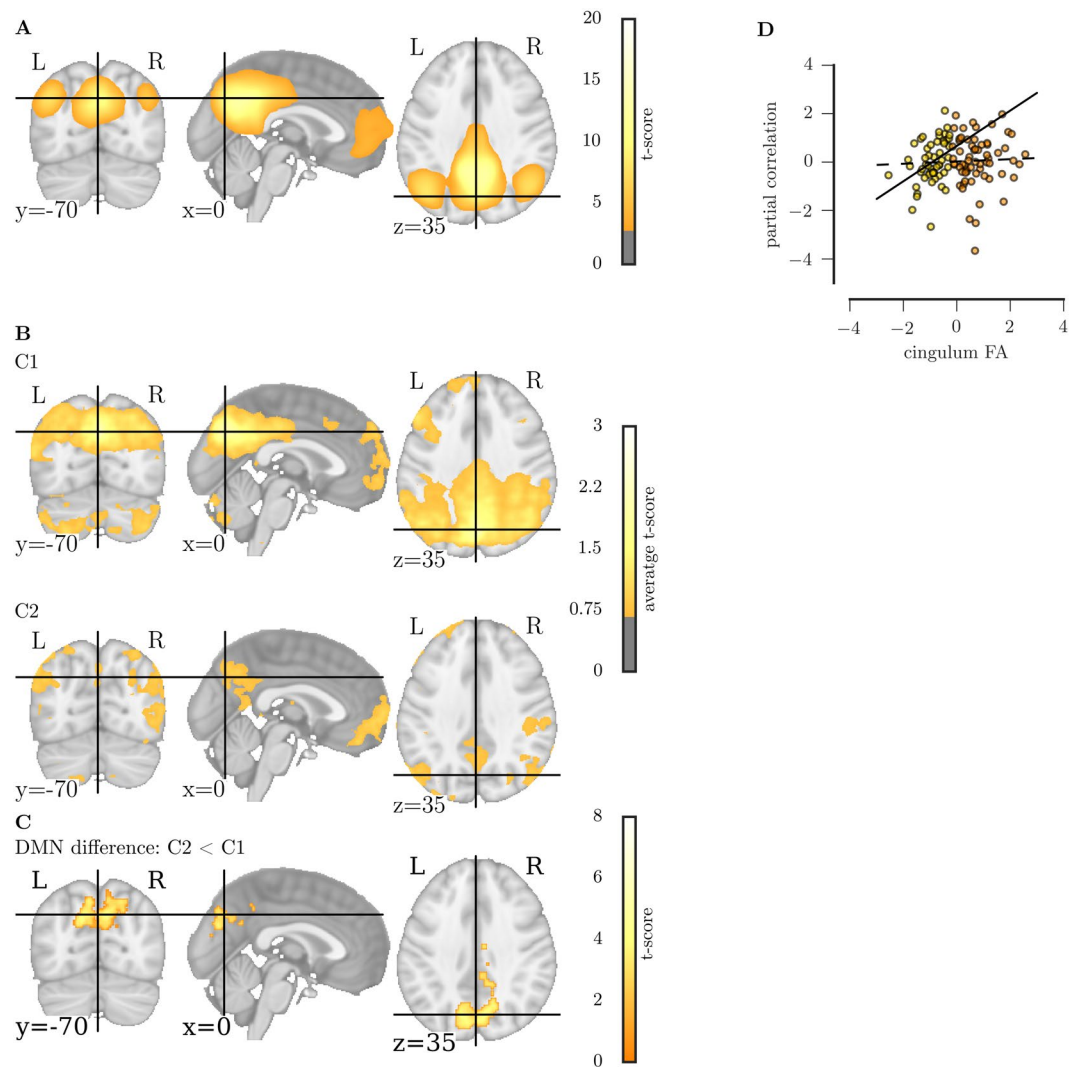 A
L R
L R
y=-70
x=0
z=35
20
15
10
5
0
t-score
D
4
2
0
−2
−4
partial correlation
−4 −2 0 2 4
cingulum FA
B
C1
L R
L R
y=-70
x=0
z=35
3
2.2
1.5
0.75
0
averatge t-score
C2
L R
L R
y=-70
x=0
z=35
C
DMN difference: C2 < C1
L R
L R
y=-70
x=0
z=35
8
6
4
2
0
t-score